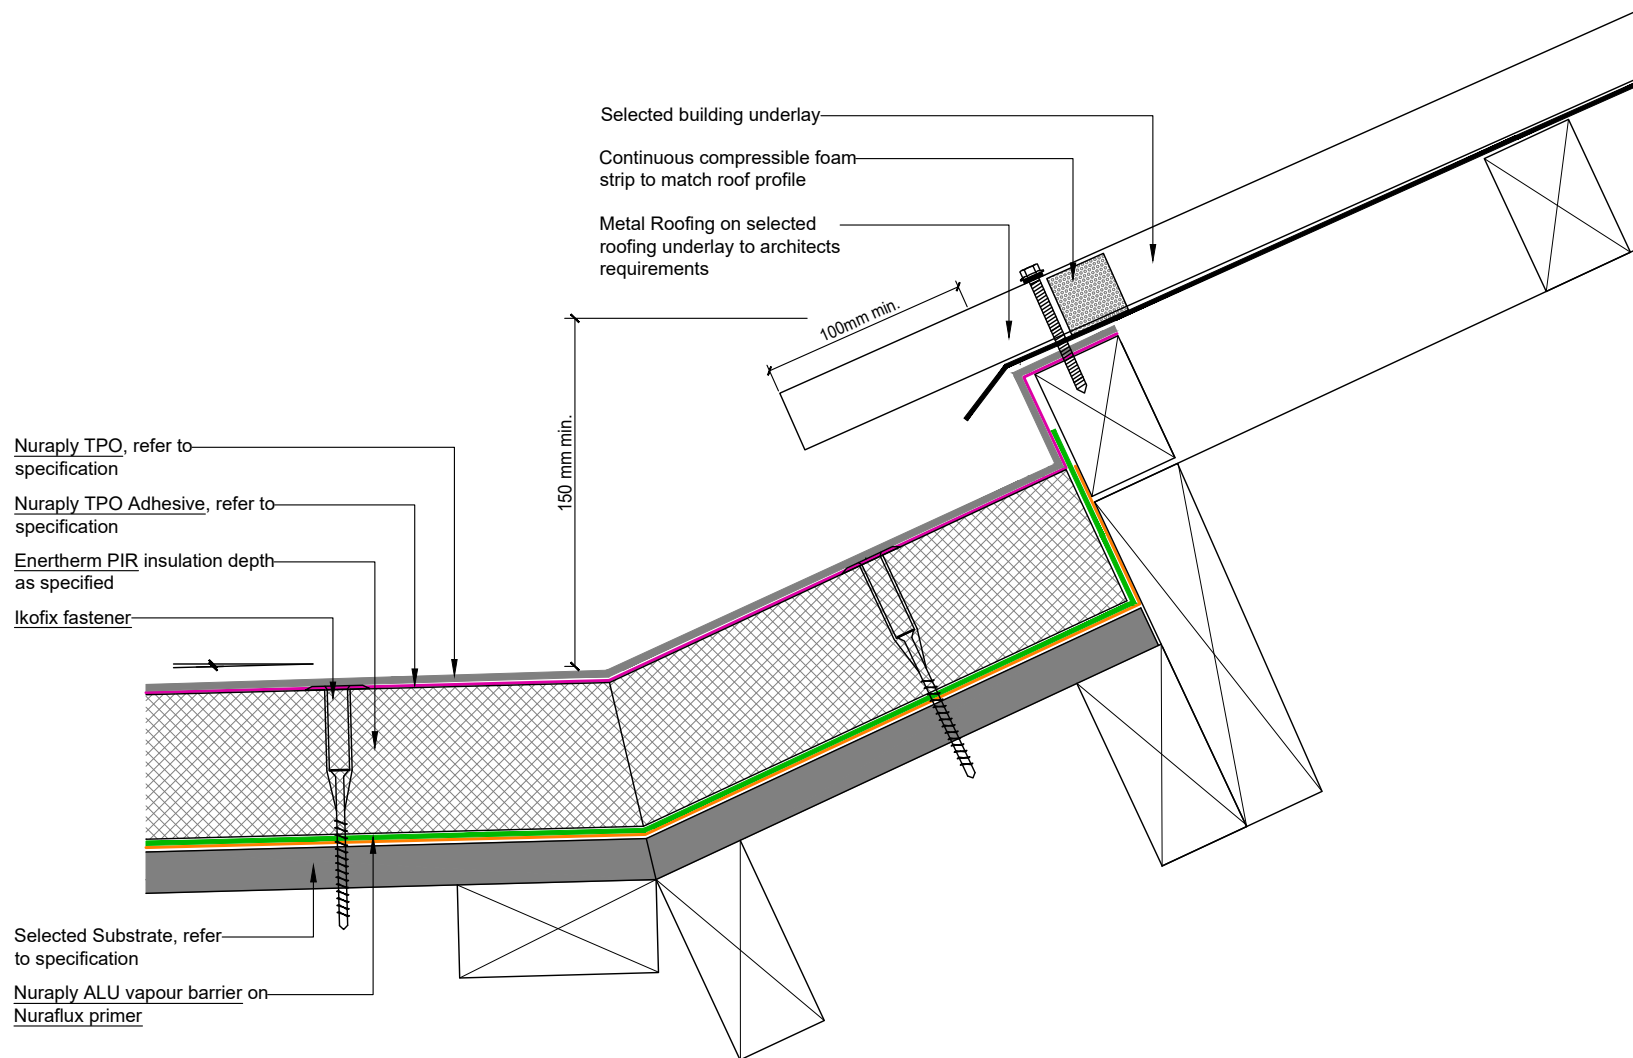 Selected building underlay
Continuous compressible foam
strip to match roof profile
Metal Roofing on selected
roofing underlay to architects
requirements
100mm min.
150 mm min.
Nuraply TPO, refer to
specification
Nuraply TPO Adhesive, refer to
specification
Enertherm PIR insulation depth
as specified
Ikofix fastener
Selected Substrate, refer
to specification
Nuraply ALU vapour barrier on
Nuraflux primer